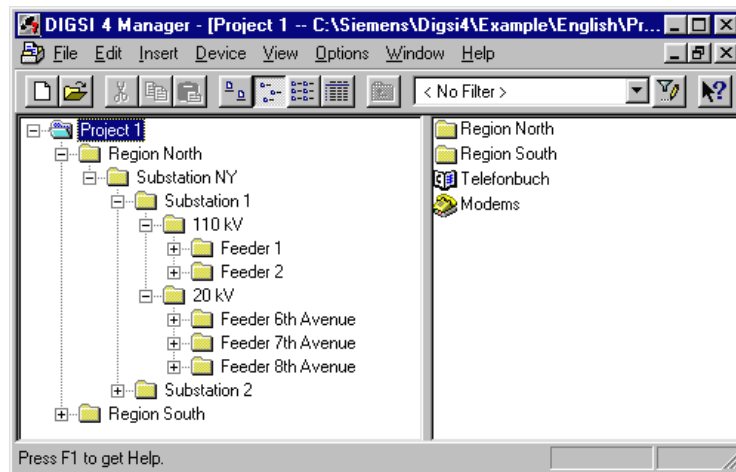 DIGSI 4 Manager - [Project 1 -- C:\Siemens\Digsi4\Example\English\Pr...
File Edit Insert Device View Options Window Help
< No Filter >
Project 1
Region North
Substation NY
Substation 1
110 kV
Feeder 1
Feeder 2
20 kV
Feeder 6th Avenue
Feeder 7th Avenue
Feeder 8th Avenue
Substation 2
Region South
Region North
Region South
Telefonbuch
Modems
Press F1 to get Help.